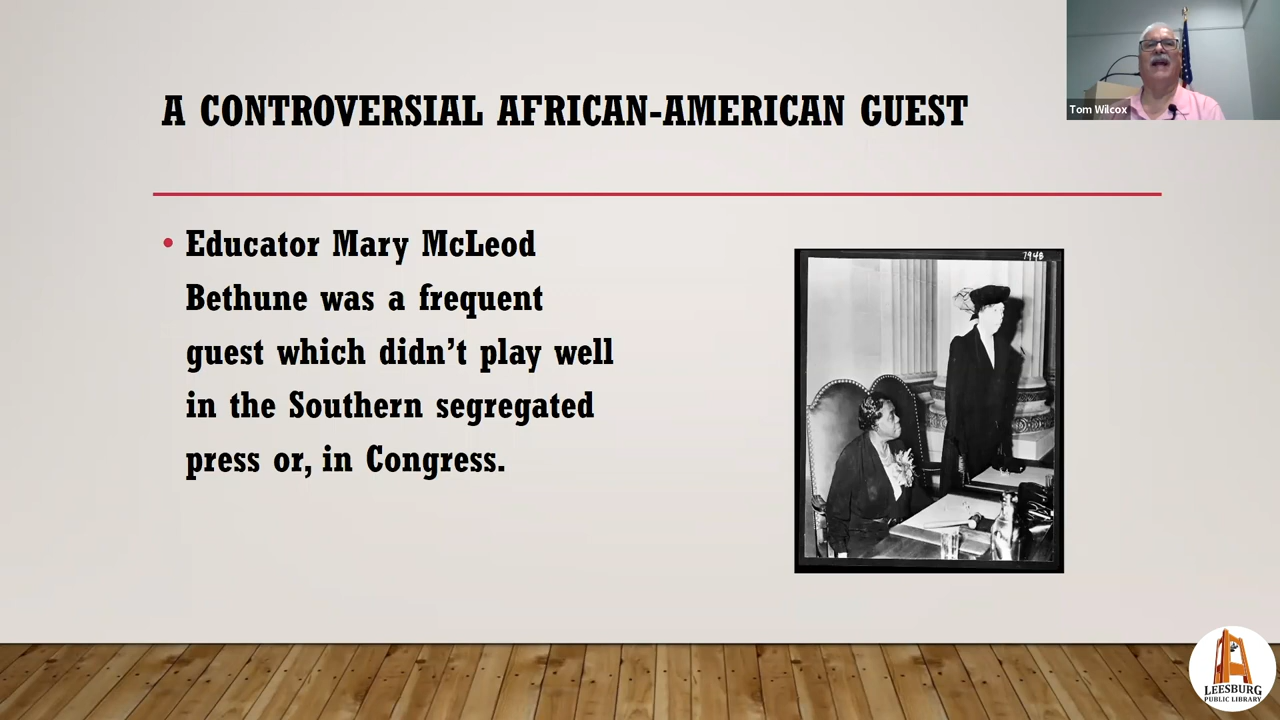 A CONTROVERSIAL AFRICAN-AMERICAN GUEST
Tom Wilcox
• Educator Mary McLeod
Bethune was a frequent
guest which didn’t play well
in the Southern segregated
press or, in Congress.
LEESBURG
PUBLIC LIBRARY